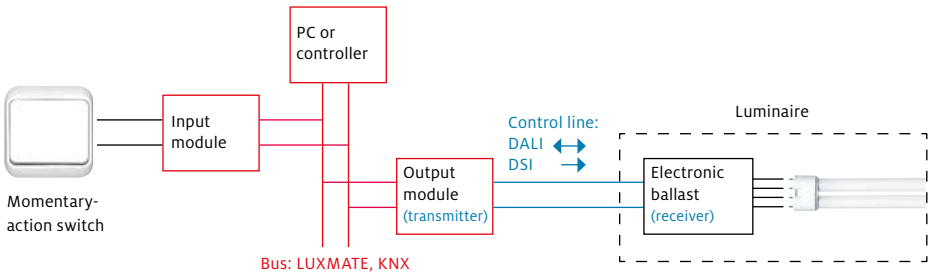 PC or
controller
Input
module
Momentary-
action switch
Output
module
(transmitter)
Control line:
DALI
DSI
Luminaire
Electronic
ballast
(receiver)
Bus: LUXMATE, KNX